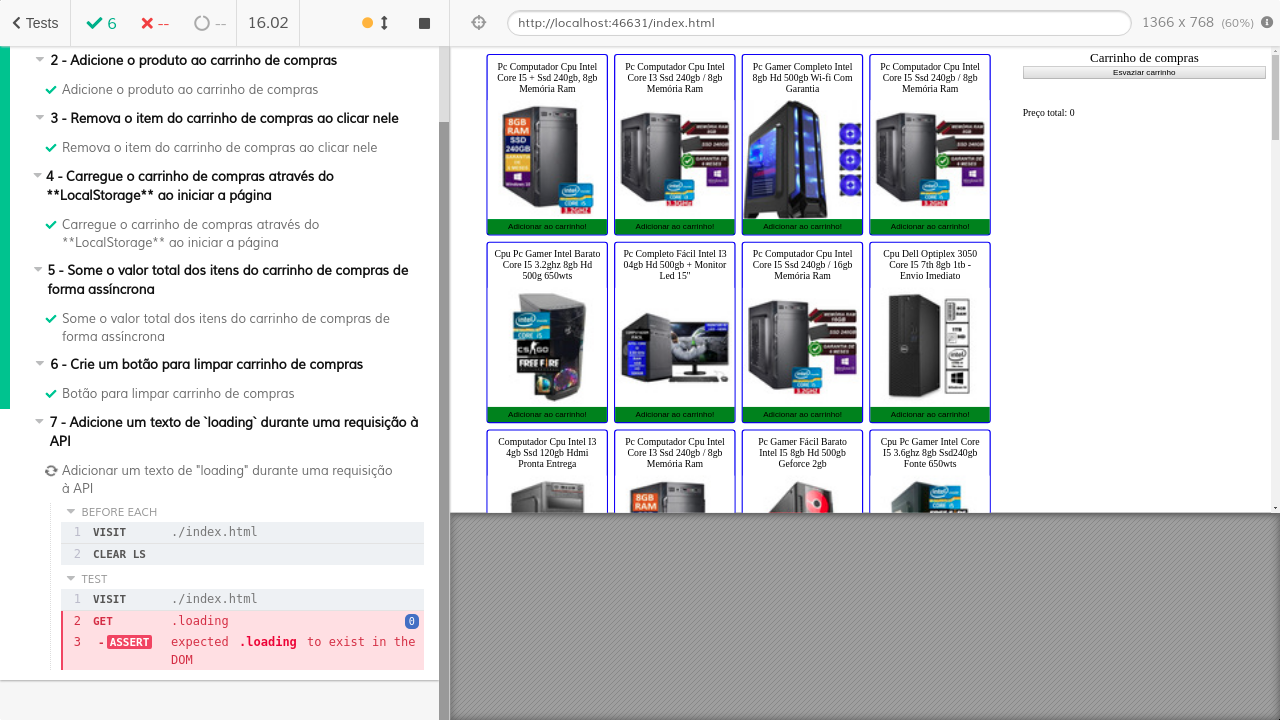 Tests
6
--
--
16.02
http://localhost:46631/index.html
1366 x 768 (60%)
2 - Adicione o produto ao carrinho de compras
Adicione o produto ao carrinho de compras
3 - Remova o item do carrinho de compras ao clicar nele
Remova o item do carrinho de compras ao clicar nele
4 - Carregue o carrinho de compras através do
**LocalStorage** ao iniciar a página
Carregue o carrinho de compras através do
**LocalStorage** ao iniciar a página
5 - Some o valor total dos itens do carrinho de compras de
forma assíncrona
Some o valor total dos itens do carrinho de compras de
forma assíncrona
6 - Crie um botão para limpar carrinho de compras
Botão para limpar carrinho de compras
7 - Adicione um texto de `loading` durante uma requisição à
API
Adicionar um texto de "loading" durante uma requisição
à API
BEFORE EACH
1 VISIT ./index.html
2 CLEAR LS
TEST
1 VISIT ./index.html
2 GET .loading 0
3 -ASSERT expected .loading to exist in the
DOM
Pc Computador Cpu Intel
Core I5 + Ssd 240gb, 8gb
Memória Ram
8GB
RAM
SSD
240GB
Adicionar ao carrinho!
Pc Computador Cpu Intel
Core I3 Ssd 240gb / 8gb
Memória Ram
Adicionar ao carrinho!
Pc Gamer Completo Intel
8gb Hd 500gb Wi-fi Com
Garantia
Adicionar ao carrinho!
Pc Computador Cpu Intel
Core I5 Ssd 240gb / 8gb
Memória Ram
Adicionar ao carrinho!
Cpu Pc Gamer Intel Barato
Core I5 3.2ghz 8gb Hd
500g 650wts
CS:GO
FREE FIRE
Adicionar ao carrinho!
Pc Completo Fácil Intel I3
04gb Hd 500gb + Monitor
Led 15"
Adicionar ao carrinho!
Pc Computador Cpu Intel
Core I5 Ssd 240gb / 16gb
Memória Ram
Adicionar ao carrinho!
Cpu Dell Optiplex 3050
Core I5 7th 8gb 1tb -
Envio Imediato
Adicionar ao carrinho!
Computador Cpu Intel I3
4gb Ssd 120gb Hdmi
Pronta Entrega
Pc Computador Cpu Intel
Core I3 Ssd 240gb / 8gb
Memória Ram
8GB
RAM
Pc Gamer Fácil Barato
Intel I5 8gb Hd 500gb
Geforce 2gb
Cpu Pc Gamer Intel Core
I5 3.6ghz 8gb Ssd240gb
Fonte 650wts
Carrinho de compras
Esvaziar carrinho
Preço total: 0